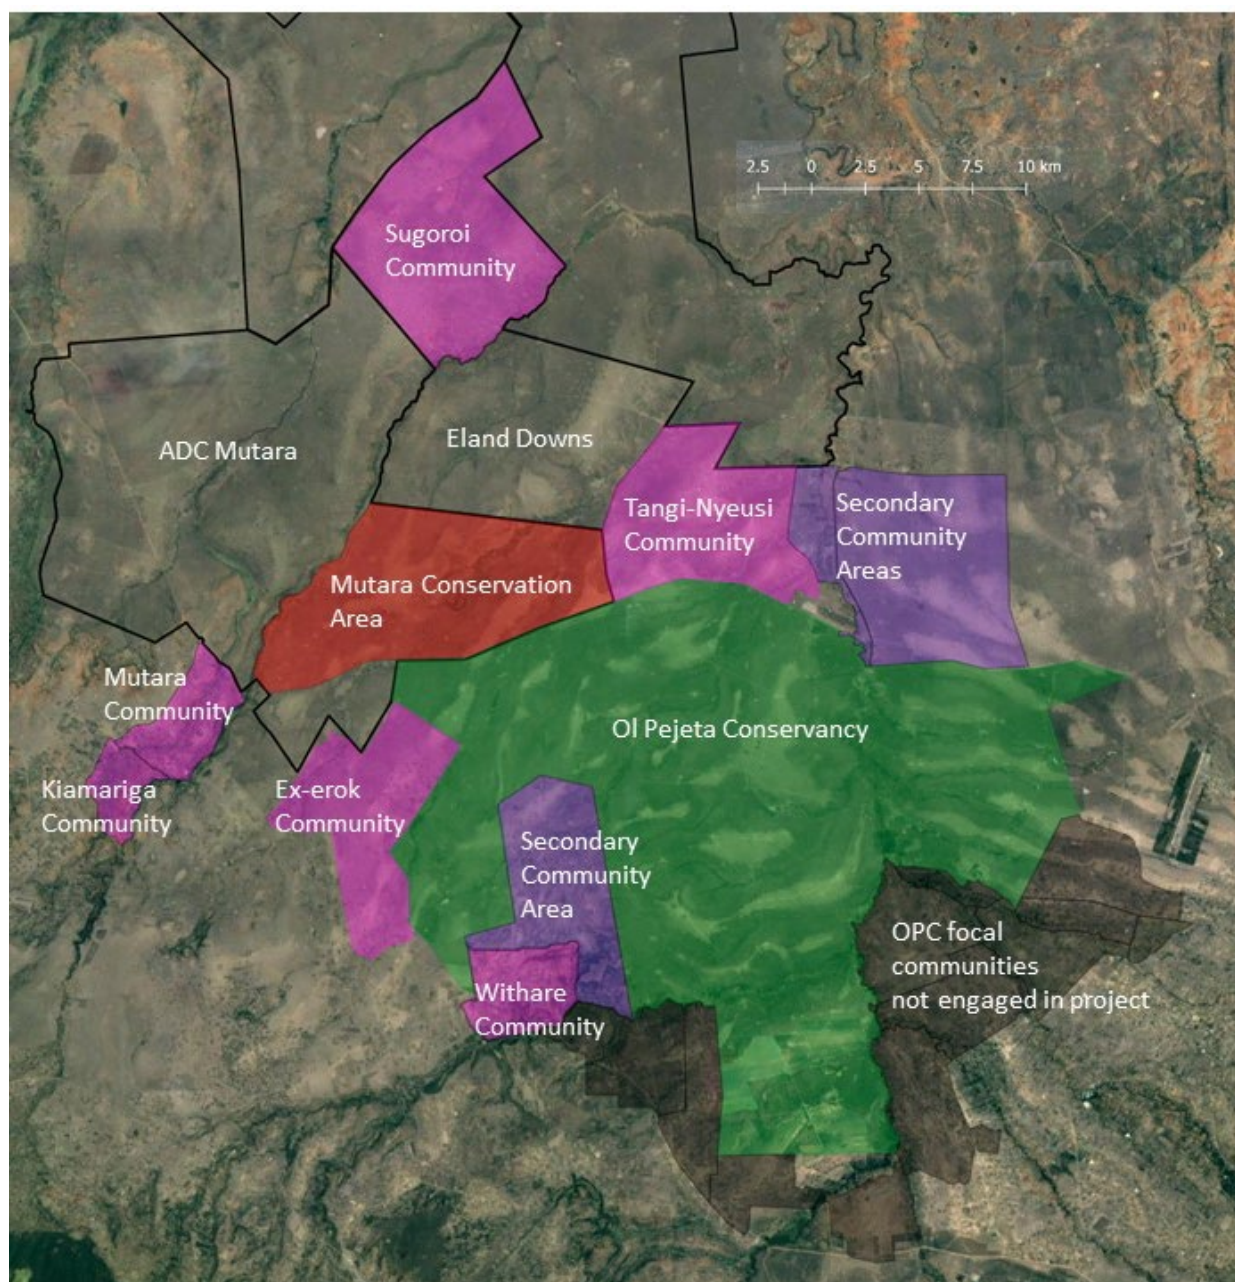 2.5 0 2.5 5 7.5 10 km
Sugoroi
Community
ADC Mutara
Eland Downs
Tangi-Nyeusi
Community
Secondary
Community
Areas
Mutara Conservation
Area
Mutara
Community
Ol Pejeta Conservancy
Kiamariga
Community
Ex-erok
Community
Secondary
Community
Area
OPC focal
communities
not engaged in project
Withare
Community